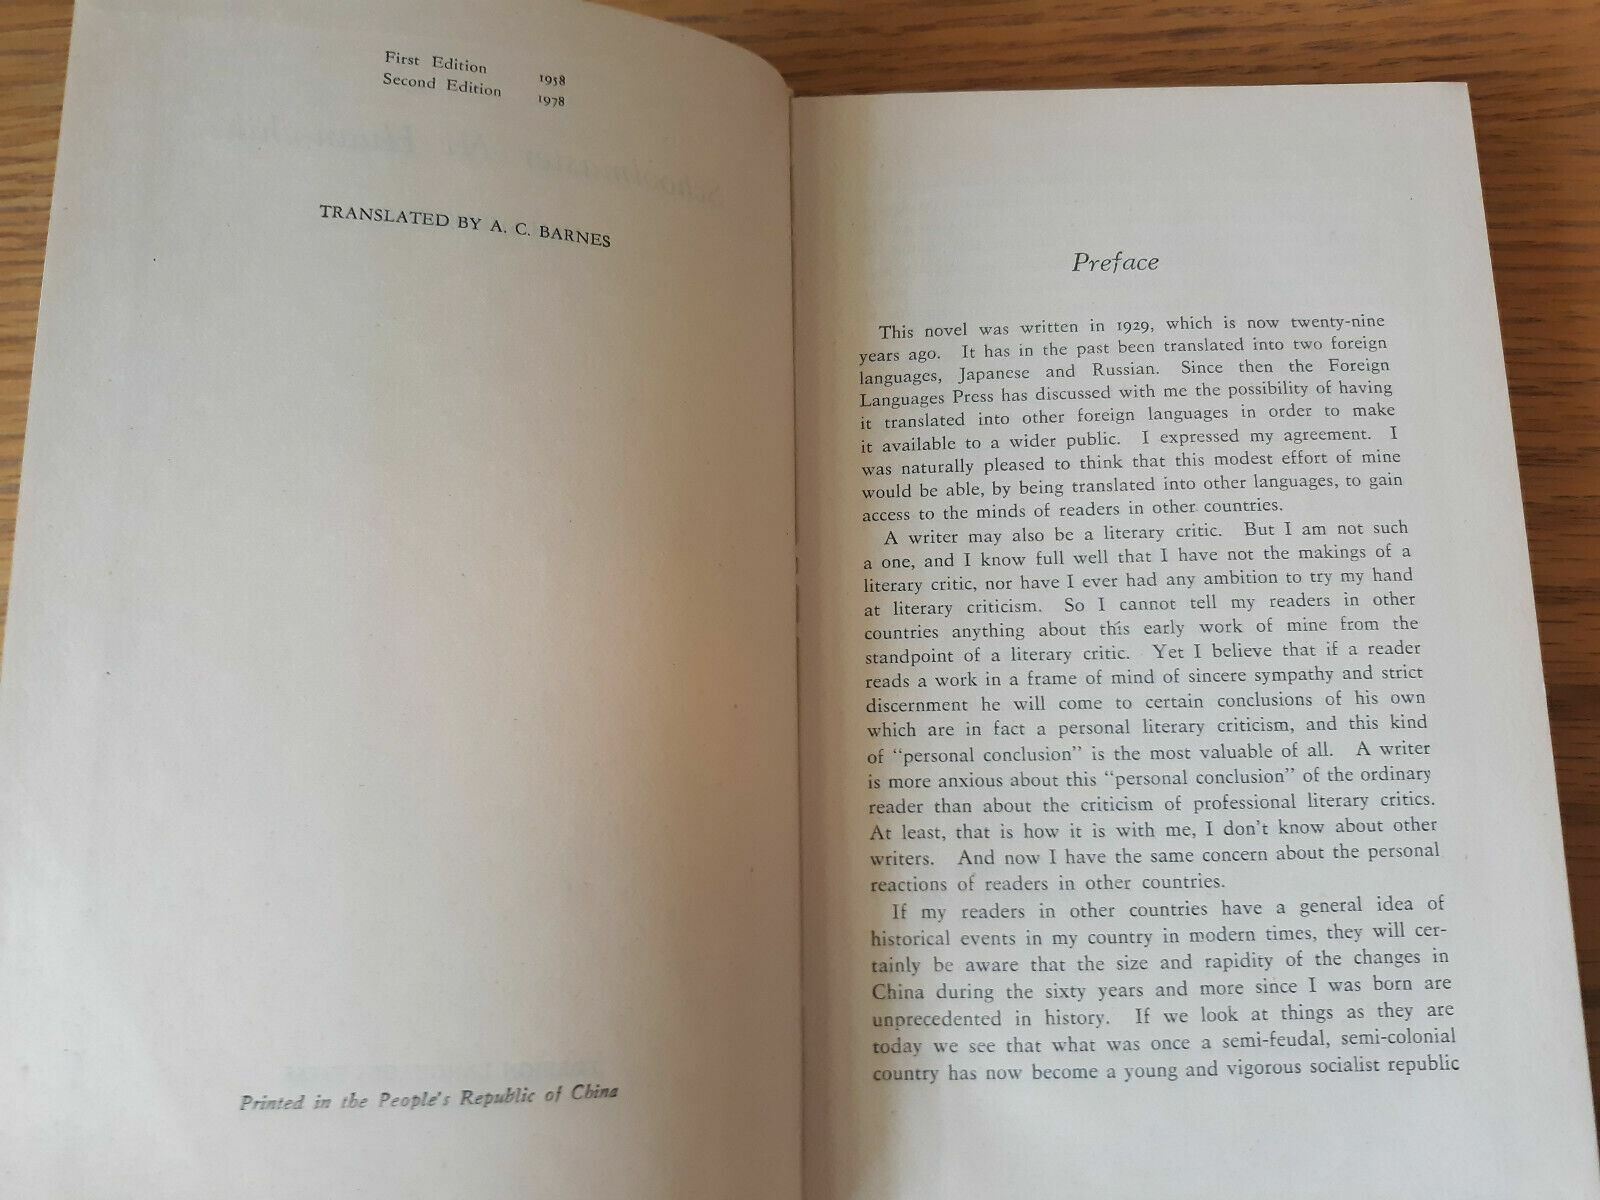 First Edition 1958
Second Edition 1978
TRANSLATED BY A. C. BARNES
Printed in the People's Republic of China
Preface
This novel was written in 1929, which is now twenty-nine
years ago. It has in the past been translated into two foreign
languages, Japanese and Russian. Since then the Foreign
Languages Press has discussed with me the possibility of having
it translated into other foreign languages in order to make
it available to a wider public. I expressed my agreement. I
was naturally pleased to think that this modest effort of mine
would be able, by being translated into other languages, to gain
access to the minds of readers in other countries.
A writer may also be a literary critic. But I am not such
a one, and I know full well that I have not the makings of a
literary critic, nor have I ever had any ambition to try my hand
at literary criticism. So I cannot tell my readers in other
countries anything about this early work of mine from the
standpoint of a literary critic. Yet I believe that if a reader
reads a work in a frame of mind of sincere sympathy and strict
discernment he will come to certain conclusions of his own
which are in fact a personal literary criticism, and this kind
of "personal conclusion" is the most valuable of all. A writer
is more anxious about this "personal conclusion" of the ordinary
reader than about the criticism of professional literary critics.
At least, that is how it is with me, I don't know about other
writers. And now I have the same concern about the personal
reactions of readers in other countries.
If my readers in other countries have a general idea of
historical events in my country in modern times, they will cer-
tainly be aware that the size and rapidity of the changes in
China during the sixty years and more since I was born are
unprecedented in history. If we look at things as they are
today we see that what was once a semi-feudal, semi-colonial
country has now become a young and vigorous socialist republic